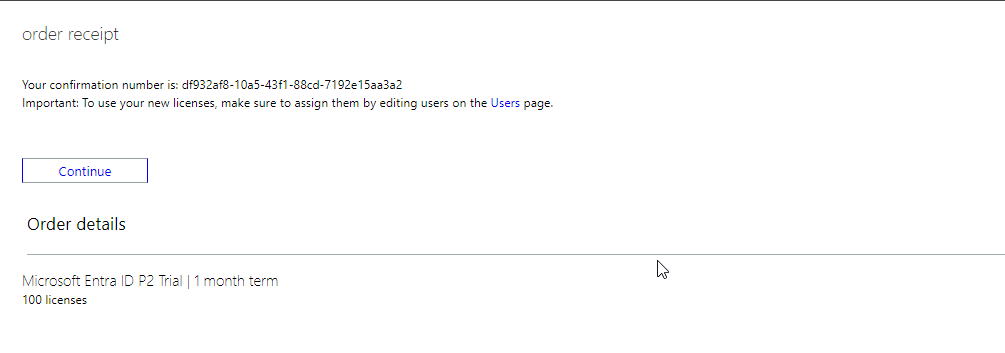 order receipt
Your confirmation number is: df932af8-10a5-43f1-88cd-7192e15aa3a2
Important: To use your new licenses, make sure to assign them by editing users on the Users page.
Continue
Order details
Microsoft Entra ID P2 Trial | 1 month term
100 licenses